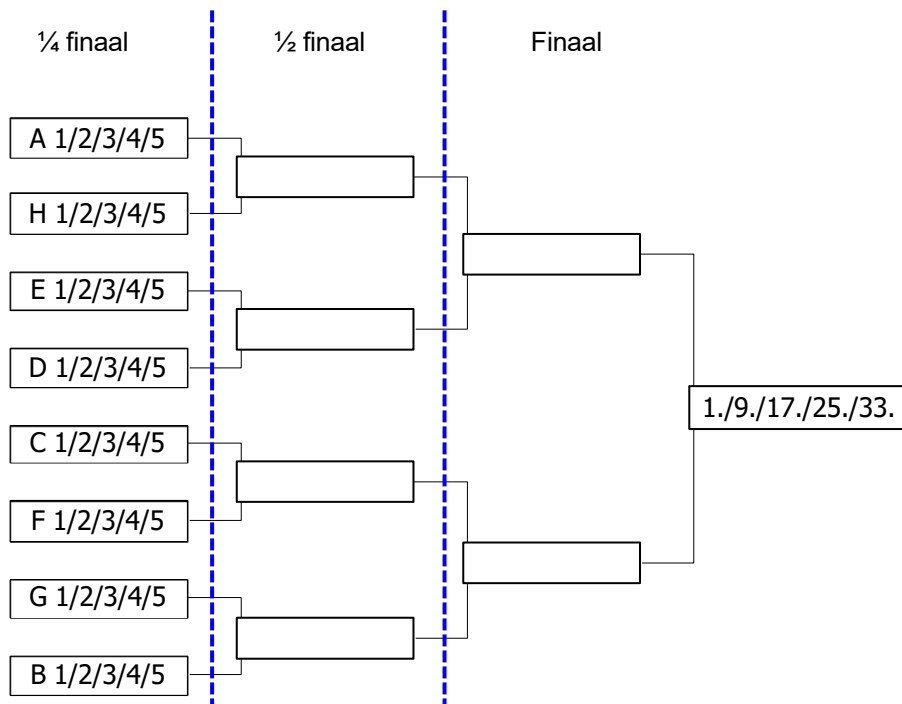 ¼ finaal
½ finaal
Finaal
A 1/2/3/4/5
H 1/2/3/4/5
E 1/2/3/4/5
D 1/2/3/4/5
C 1/2/3/4/5
F 1/2/3/4/5
G 1/2/3/4/5
B 1/2/3/4/5
1./9./17./25./33.